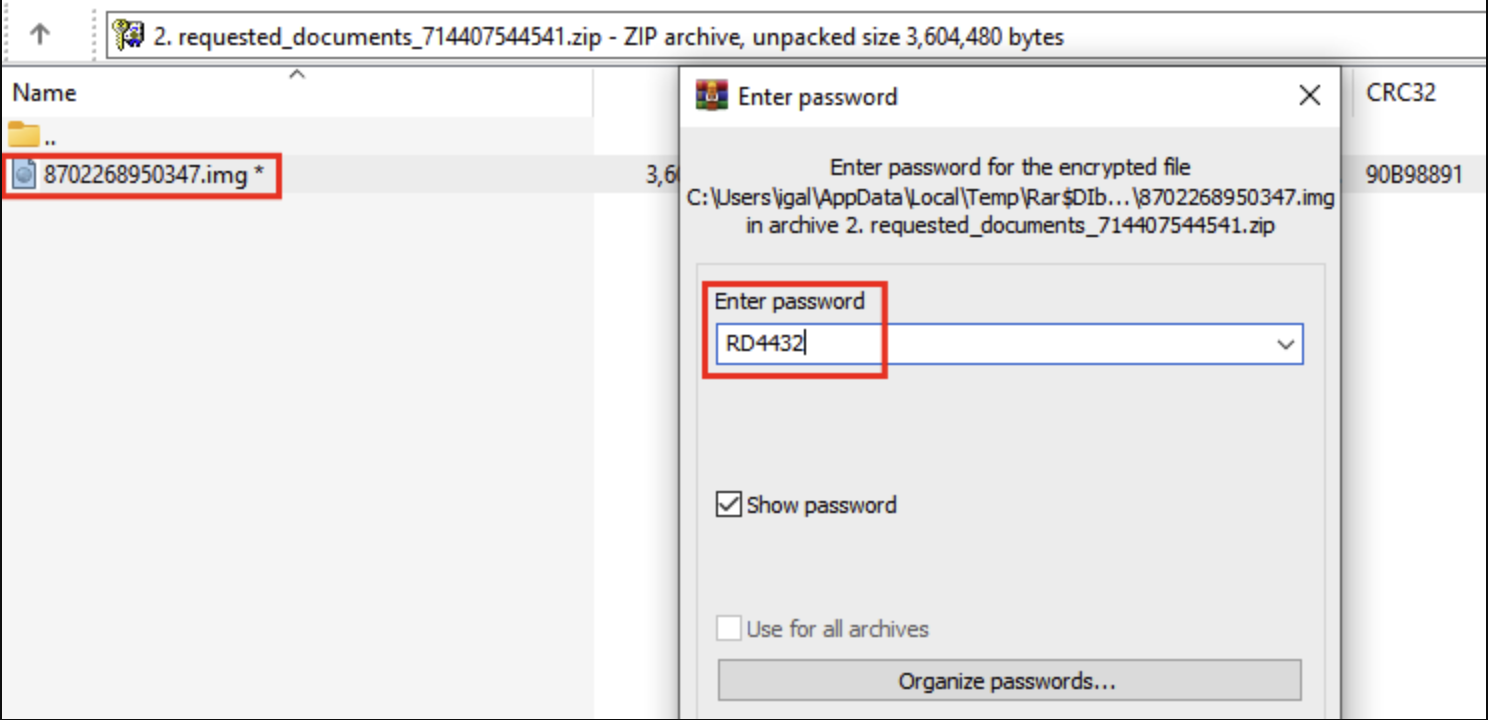 2. requested_documents_714407544541.zip - ZIP archive, unpacked size 3,604,480 bytes
Name
CRC32
..
8702268950347.img *
3,60
90B98891
Enter password
Enter password for the encrypted file
C:\Users\igal\AppData\Local\Temp\Rar$DIb...\8702268950347.img
in archive 2. requested_documents_714407544541.zip
Enter password
RD4432
Show password
Use for all archives
Organize passwords...